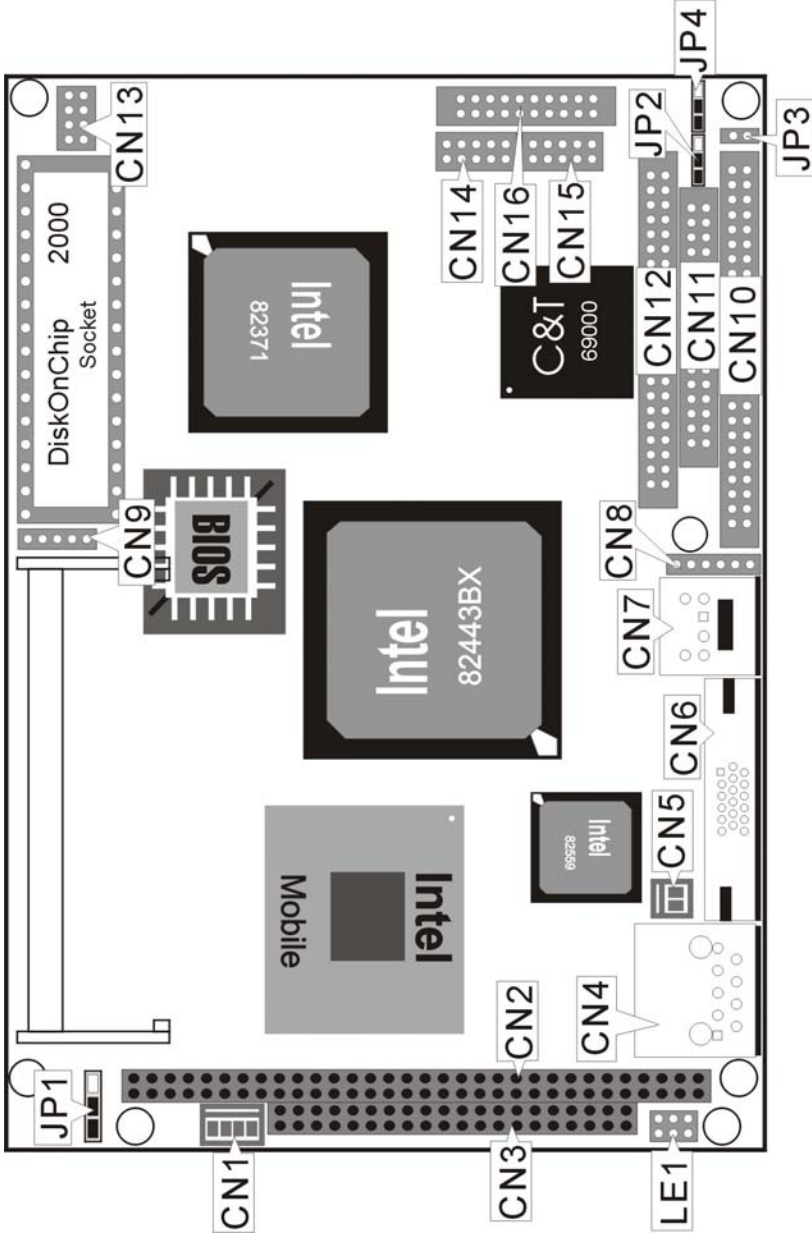 JP4
JP2
JP3
CN13
DiskOnChip 2000
Socket
CN14
CN16
CN15
Intel
82371
C&T
69000
CN12
CN11
CN10
CN9
BIOS
CN8
Intel
82443BX
CN7
CN6
CN5
Intel
82559
Intel
Mobile
CN4
CN2
JP1
CN1
CN3
LE1